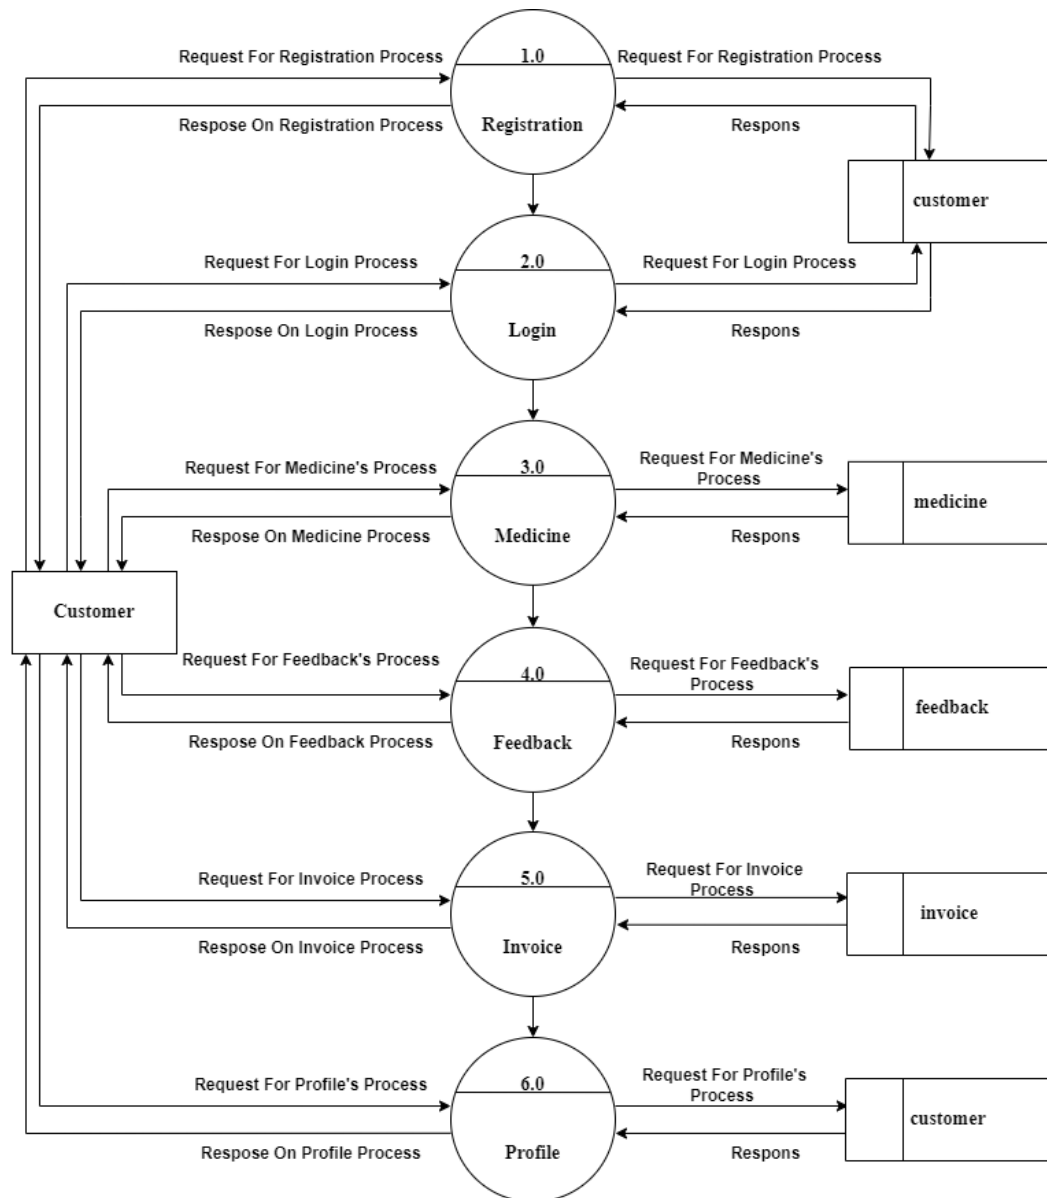 1.0
Request For Registration Process
Request For Registration Process
Respose On Registration Process
Registration
Respons
customer
2.0
Request For Login Process
Request For Login Process
Respose On Login Process
Login
Respons
3.0
Request For Medicine's Process
Request For Medicine's
Process
medicine
Respose On Medicine Process
Medicine
Respons
Customer
Request For Feedback's Process
Request For Feedback's
Process
4.0
feedback
Respose On Feedback Process
Feedback
Respons
Request For Invoice Process
5.0
Request For Invoice
Process
invoice
Respose On Invoice Process
Invoice
Respons
Request For Profile's Process
6.0
Request For Profile's
Process
customer
Respose On Profile Process
Profile
Respons